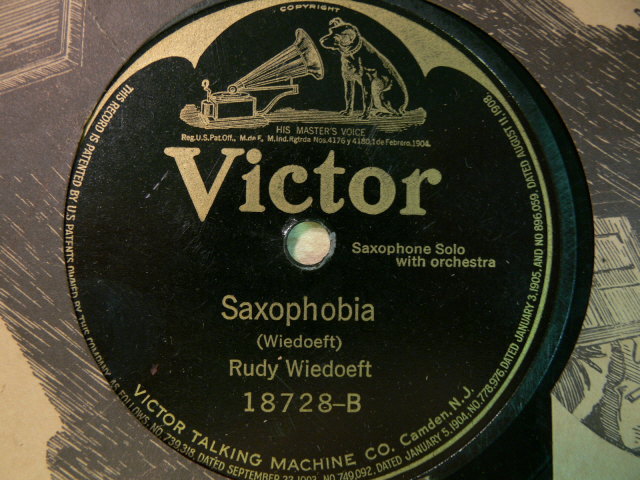 COPYRIGHT
HIS MASTER'S VOICE
Reg.U.S.Pat.Off., M.de F., M.Ind.Rgtrda Nos.4176 y 4180,1 de Febrero,1904.
Victor
Saxophone Solo
with orchestra
Saxophobia
(Wiedoeft)
Rudy Wiedoeft
18728-B
VICTOR TALKING MACHINE CO. Camden, N.J.
THIS RECORD IS PATENTED BY U.S. PATENTS OWNED BY THIS COMPANY, AS FOLLOWS: NO. 739,318, DATED SEPTEMBER 22, 1903, NO. 749,092, DATED JANUARY 5, 1904, NO. 778,976, DATED JANUARY 3, 1905, AND NO 896,059, DATED AUGUST 11, 1908.